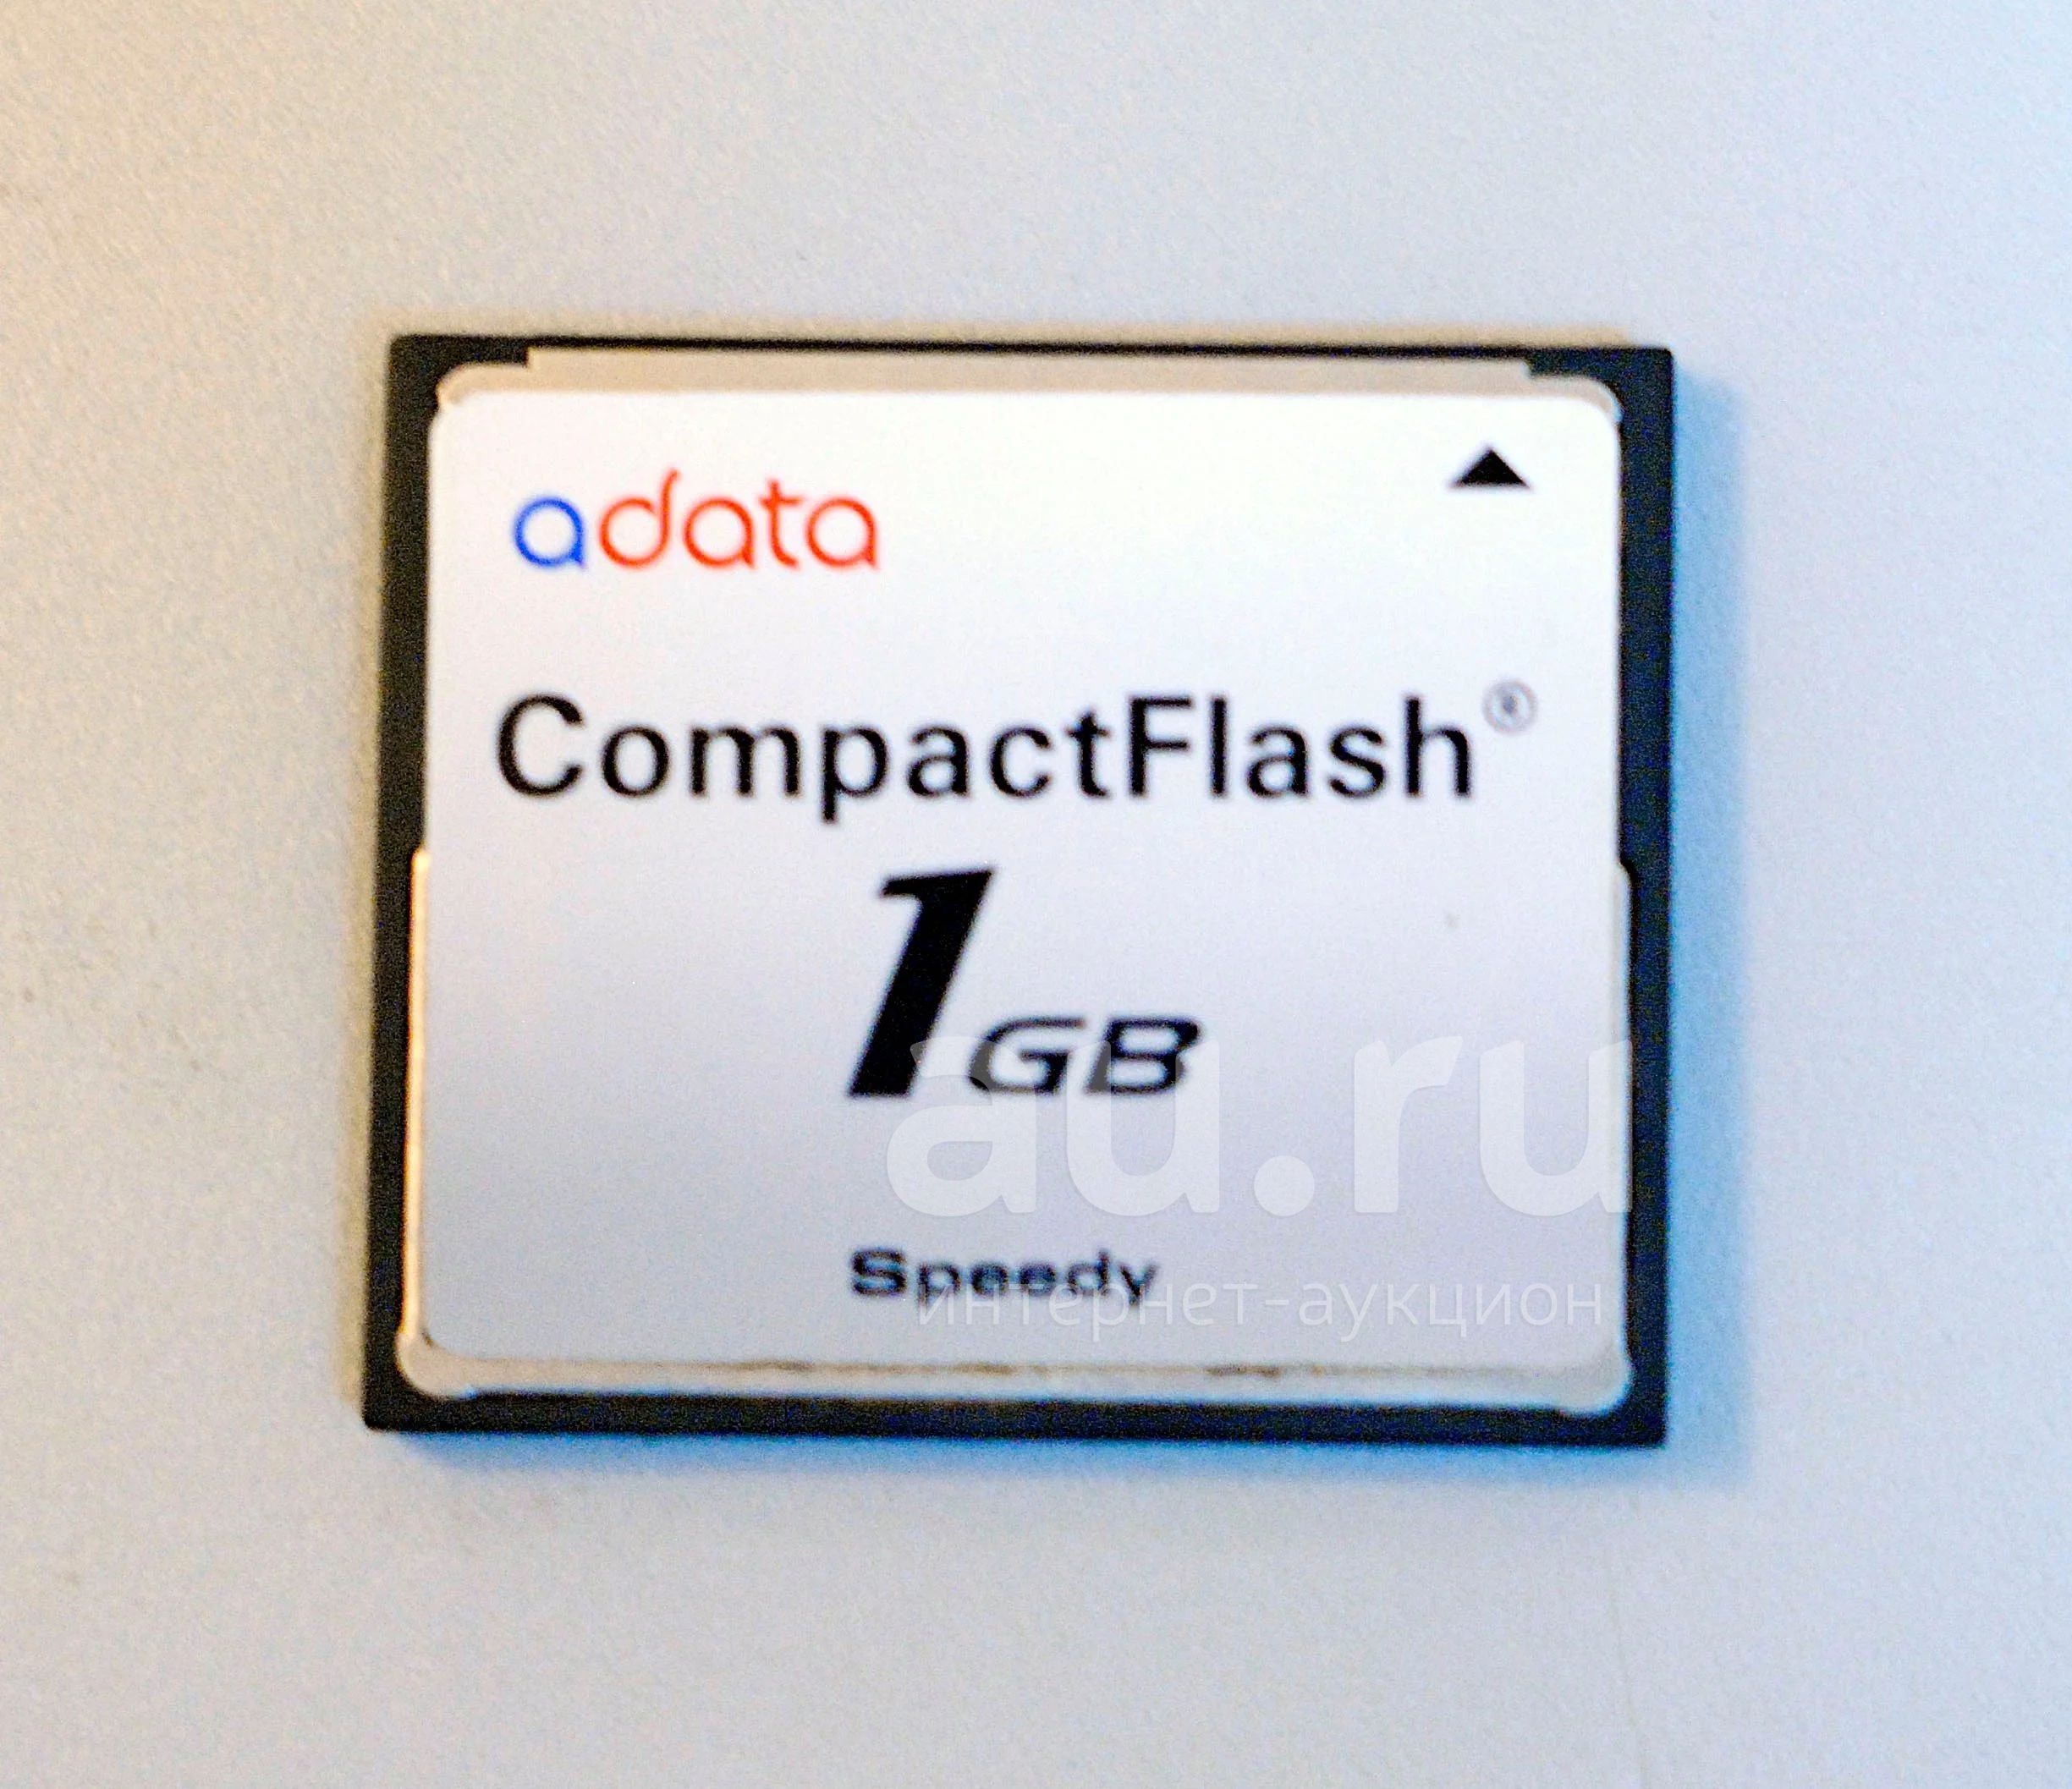 adata
CompactFlash®
1GB
au.ru
Speedy
интернет-аукцион